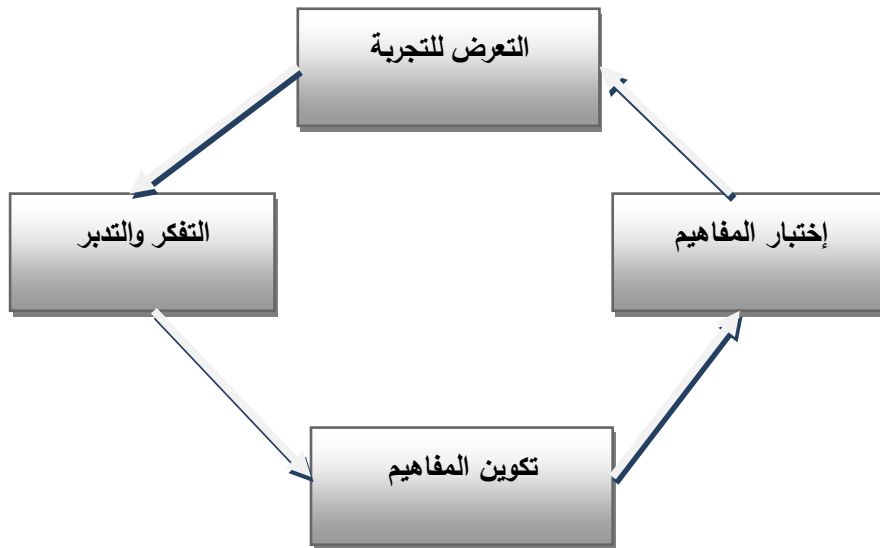 التعرض للتجربة
إختبار المفاهيم
التفكر والتدبر
تكوين المفاهيم